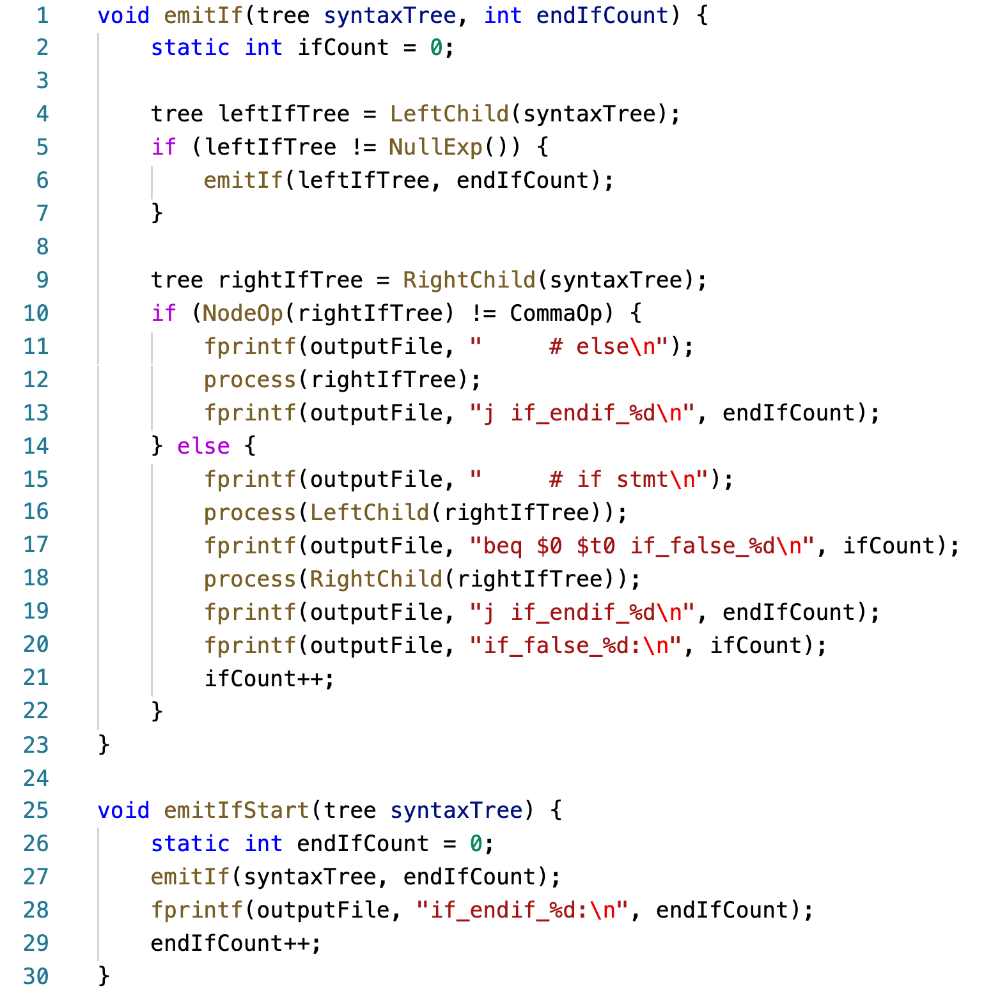 1 void emitIf(tree syntaxTree, int endIfCount) {
2     static int ifCount = 0;
3
4     tree leftIfTree = LeftChild(syntaxTree);
5     if (leftIfTree != NullExp()) {
6         emitIf(leftIfTree, endIfCount);
7     }
8
9     tree rightIfTree = RightChild(syntaxTree);
10     if (NodeOp(rightIfTree) != CommaOp) {
11         fprintf(outputFile, "     # else\n");
12         process(rightIfTree);
13         fprintf(outputFile, "j if_endif_%d\n", endIfCount);
14     } else {
15         fprintf(outputFile, "     # if stmt\n");
16         process(LeftChild(rightIfTree));
17         fprintf(outputFile, "beq $0 $t0 if_false_%d\n", ifCount);
18         process(RightChild(rightIfTree));
19         fprintf(outputFile, "j if_endif_%d\n", endIfCount);
20         fprintf(outputFile, "if_false_%d:\n", ifCount);
21         ifCount++;
22     }
23 }
24
25 void emitIfStart(tree syntaxTree) {
26     static int endIfCount = 0;
27     emitIf(syntaxTree, endIfCount);
28     fprintf(outputFile, "if_endif_%d:\n", endIfCount);
29     endIfCount++;
30 }